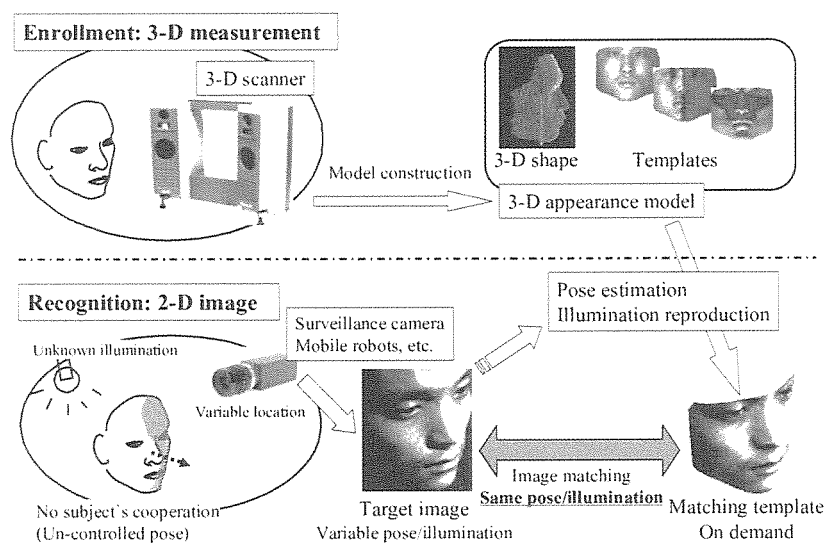 Enrollment: 3-D measurement
3-D scanner
Model construction
3-D shape
Templates
3-D appearance model
Recognition: 2-D image
Unknown illumination
Surveillance camera
Mobile robots, etc.
Variable location
Pose estimation
Illumination reproduction
No subject`s cooperation
(Un-controlled pose)
Target image
Variable pose/illumination
Image matching
Same pose/illumination
Matching template
On demand